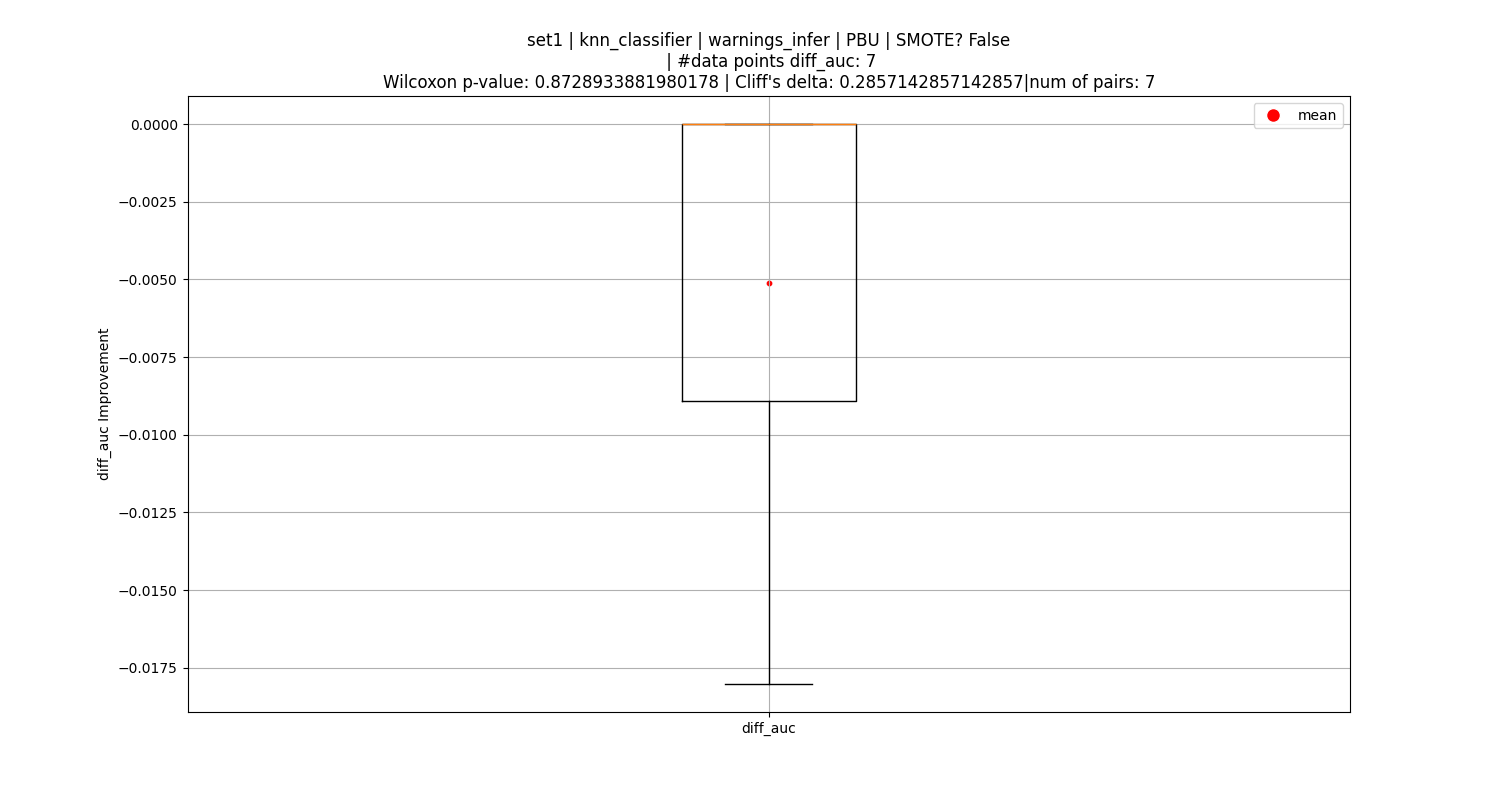 set1 | knn_classifier | warnings_infer | PBU | SMOTE? False
| #data points diff_auc: 7
Wilcoxon p-value: 0.8728933881980178 | Cliff's delta: 0.2857142857142857|num of pairs: 7
mean
0.0000
−0.0025
−0.0050
−0.0075
−0.0100
−0.0125
−0.0150
−0.0175
diff_auc Improvement
diff_auc